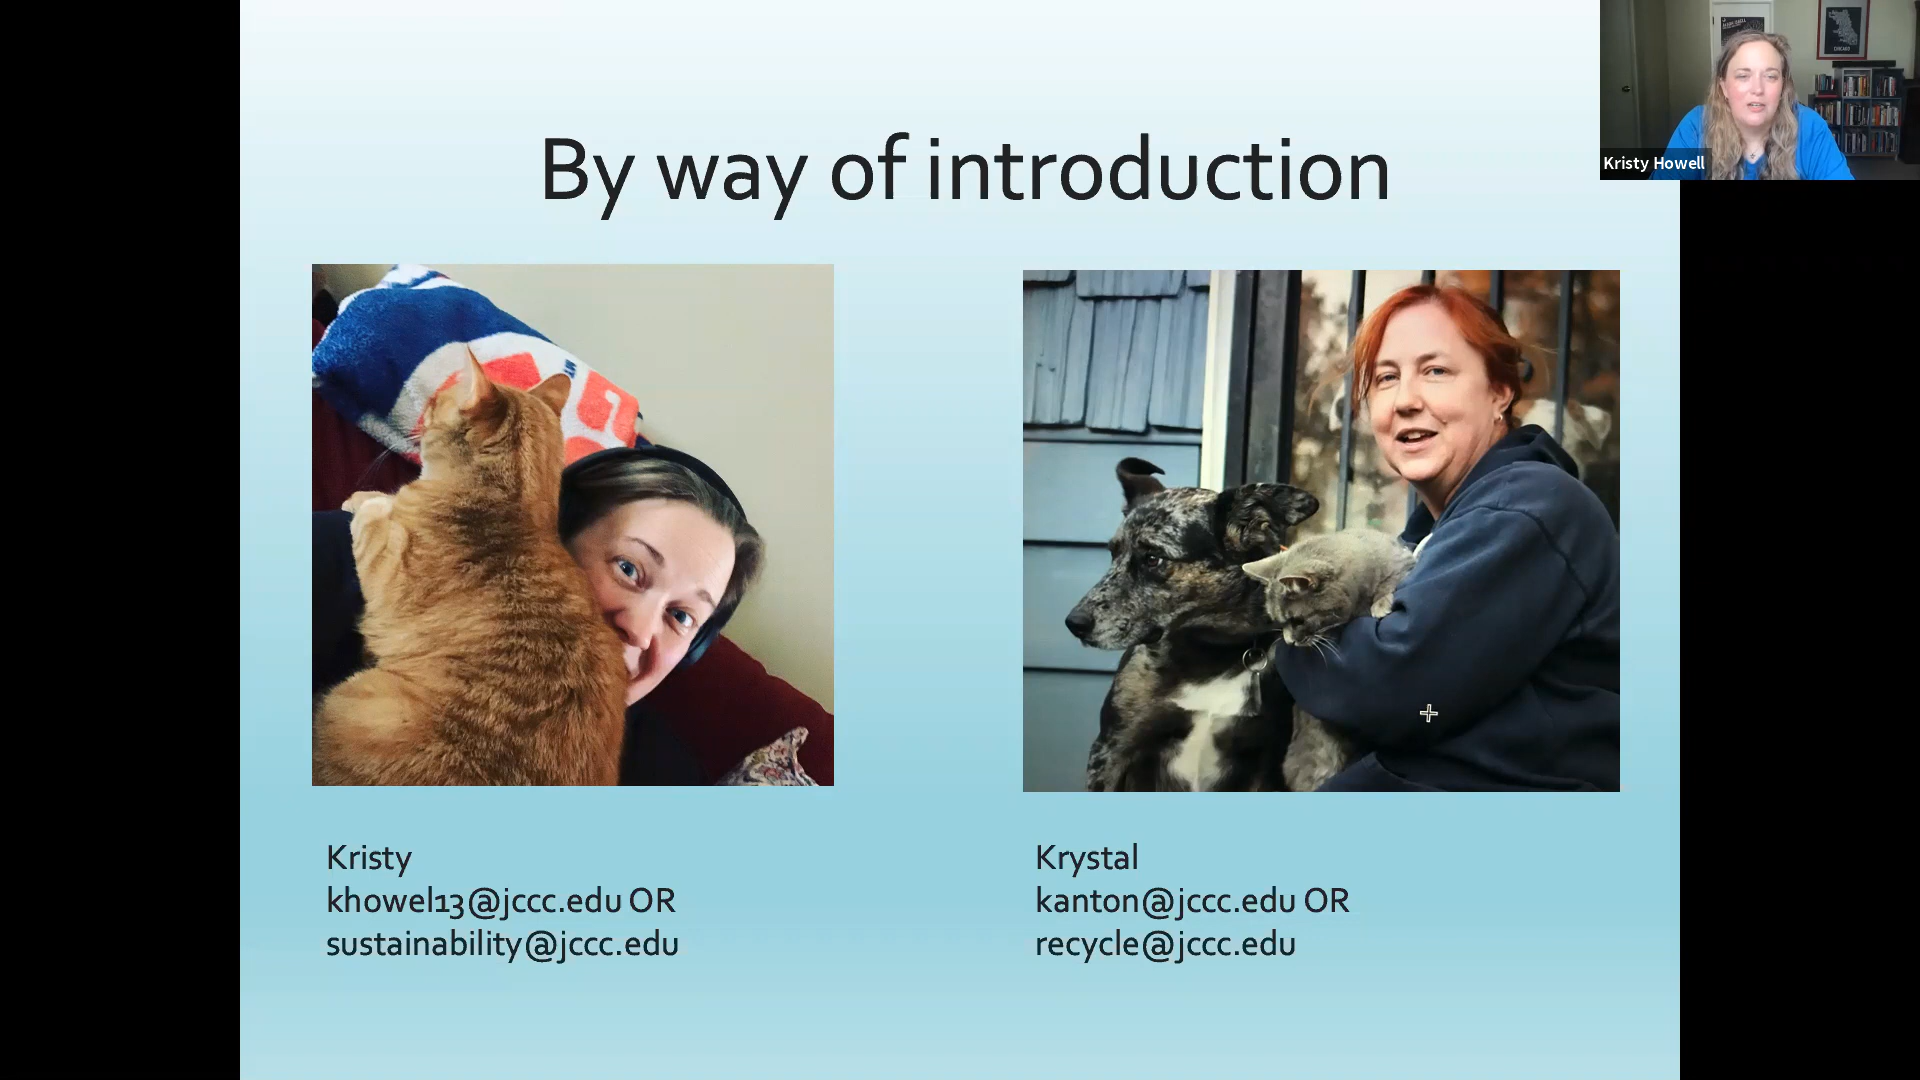 By way of introduction
Kristy Howell
Kristy
khowel13@jccc.edu OR
sustainability@jccc.edu
Krystal
kanton@jccc.edu OR
recycle@jccc.edu
CHICAGO